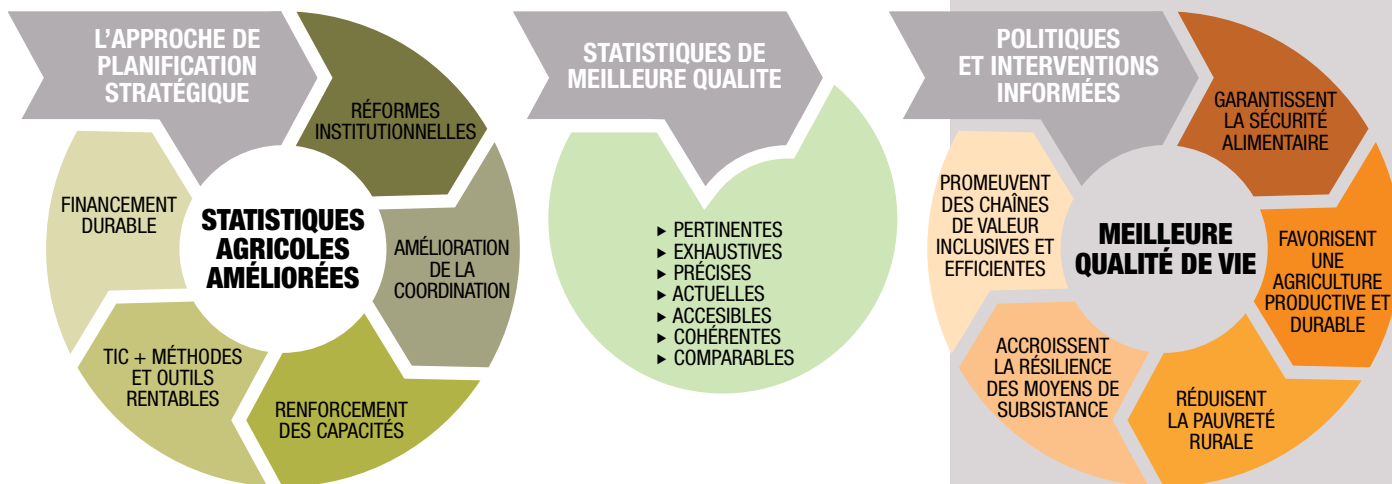 L'APPROCHE DE
PLANIFICATION
STRATÉGIQUE
RÉFORMES
INSTITUTIONNELLES
AMÉLIORATION
DE LA
COORDINATION
RENFORCEMENT
DES CAPACITÉS
TIC + MÉTHODES
ET OUTILS
RENTABLES
FINANCEMENT
DURABLE
STATISTIQUES
AGRICOLES
AMÉLIORÉES
STATISTIQUES DE
MEILLEURE QUALITE
▸ PERTINENTES
▸ EXHAUSTIVES
▸ PRÉCISES
▸ ACTUELLES
▸ ACCESIBLES
▸ COHÉRENTES
▸ COMPARABLES
POLITIQUES
ET INTERVENTIONS
INFORMÉES
GARANTISSENT
LA SÉCURITÉ
ALIMENTAIRE
FAVORISENT
UNE
AGRICULTURE
PRODUCTIVE ET
DURABLE
RÉDUISENT
LA PAUVRETÉ
RURALE
ACCROISSENT
LA RÉSILIENCE
DES MOYENS DE
SUBSISTANCE
PROMEUVENT
DES CHAÎNES
DE VALEUR
INCLUSIVES ET
EFFICIENTES
MEILLEURE
QUALITÉ DE VIE